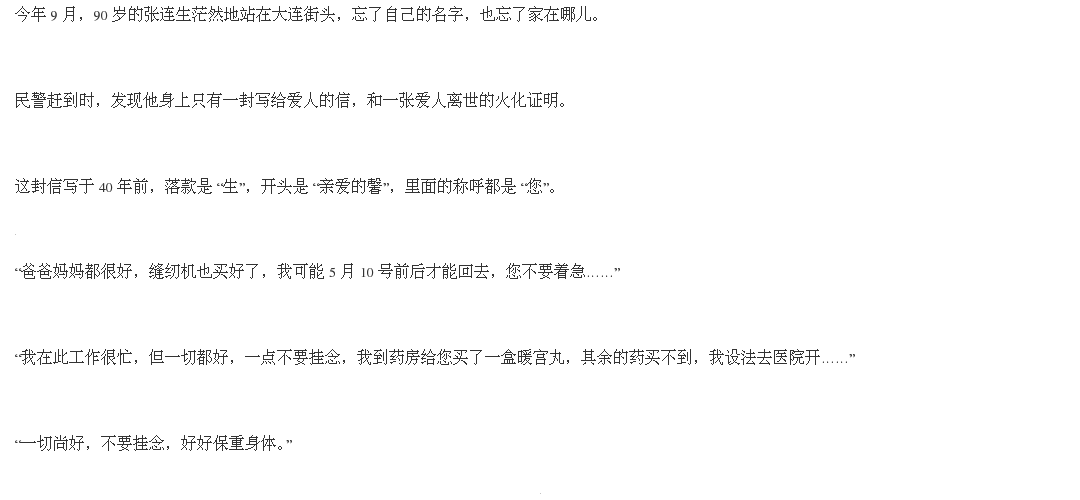 今年 9 月，90 岁的张连生茫然地站在大连街头，忘了自己的名字，也忘了家在哪儿。
民警赶到时，发现他身上只有一封写给爱人的信，和一张爱人离世的火化证明。
这封信写于 40 年前，落款是 “生”，开头是 “亲爱的馨”，里面的称呼都是 “您”。
“爸爸妈妈都很好，缝纫机也买好了，我可能 5 月 10 号前后才能回去，您不要着急……”
“我在此工作很忙，但一切都好，一点不要挂念，我到药房给您买了一盒暖宫丸，其余的药买不到，我设法去医院开……”
“一切尚好，不要挂念，好好保重身体。”